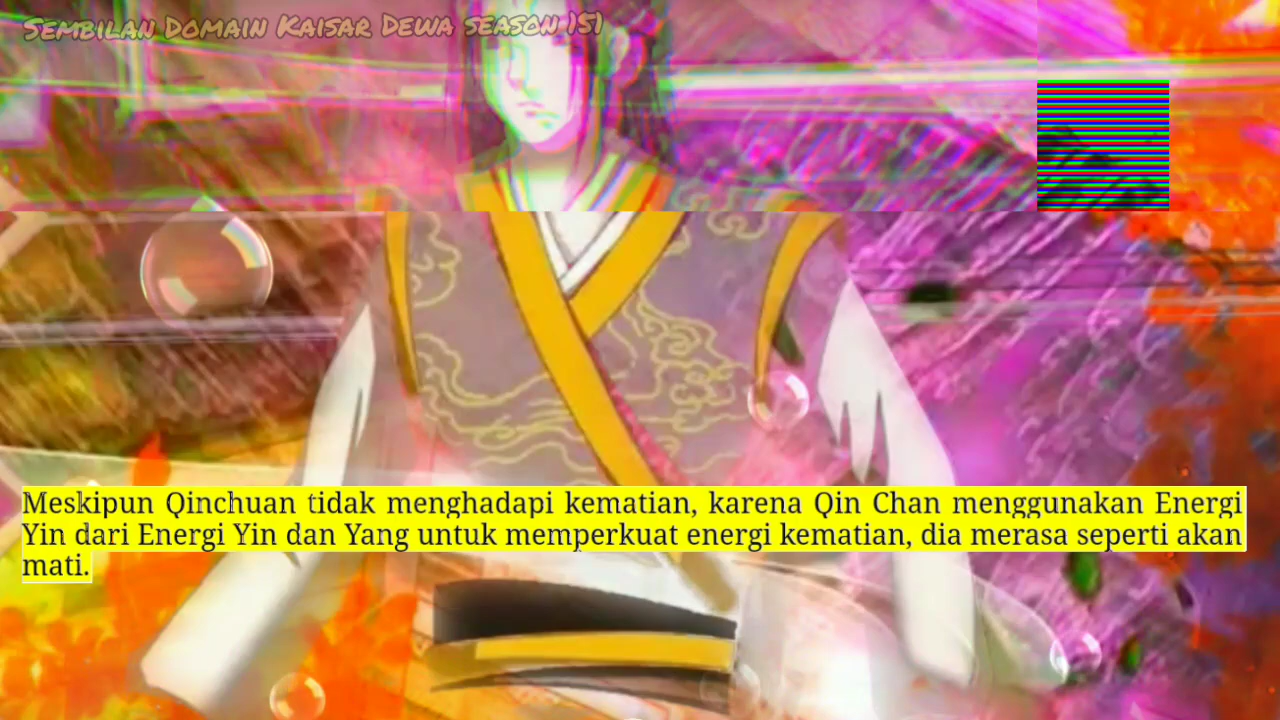 Sembilan Domain Kaisar Dewa season 151
Meskipun Qinchuan tidak menghadapi kematian, karena Qin Chan menggunakan Energi
Yin dari Energi Yin dan Yang untuk memperkuat energi kematian, dia merasa seperti akan
mati.